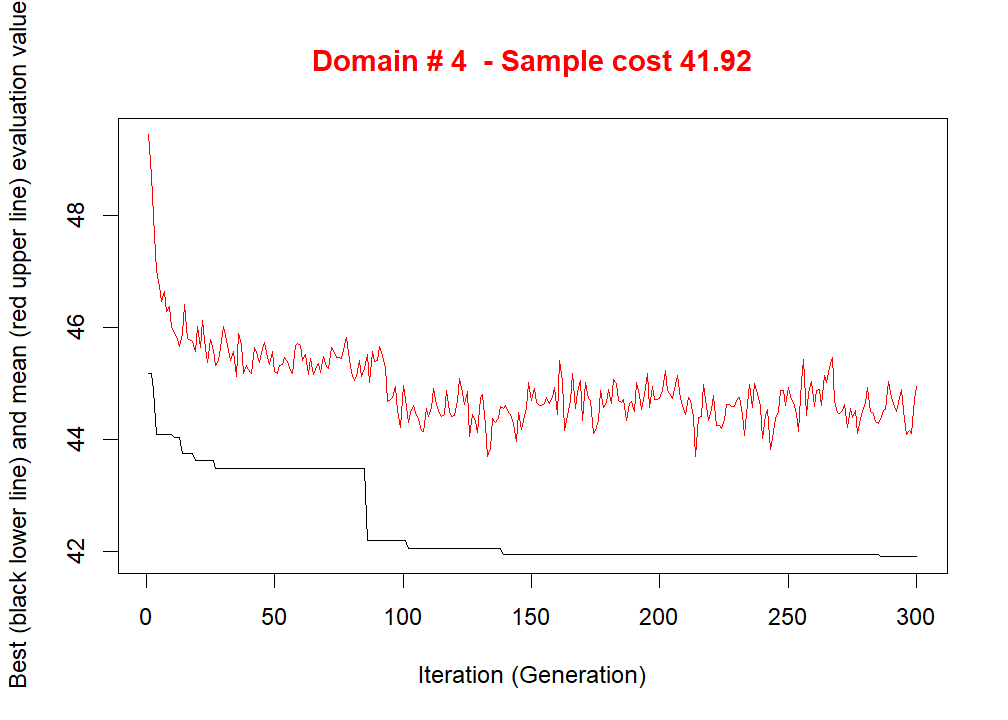 Domain # 4  - Sample cost 41.92
Best (black lower line) and mean (red upper line) evaluation value
48
46
44
42
0 50 100 150 200 250 300
Iteration (Generation)